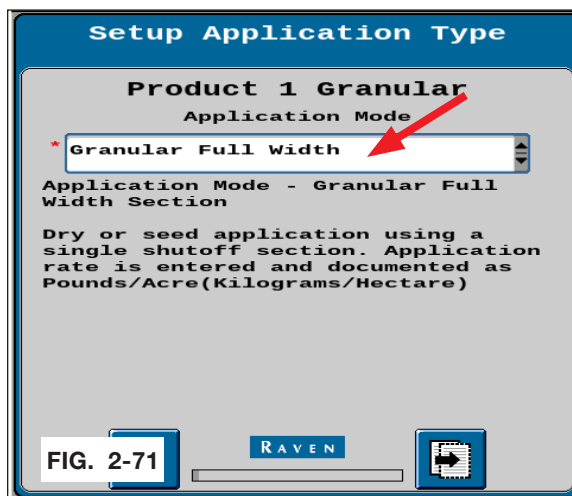 Setup Application Type
Product 1 Granular
Application Mode
* Granular Full Width
Application Mode - Granular Full
Width Section
Dry or seed application using a
single shutoff section. Application
rate is entered and documented as
Pounds/Acre(Kilograms/Hectare)
RAVEN
FIG. 2-71